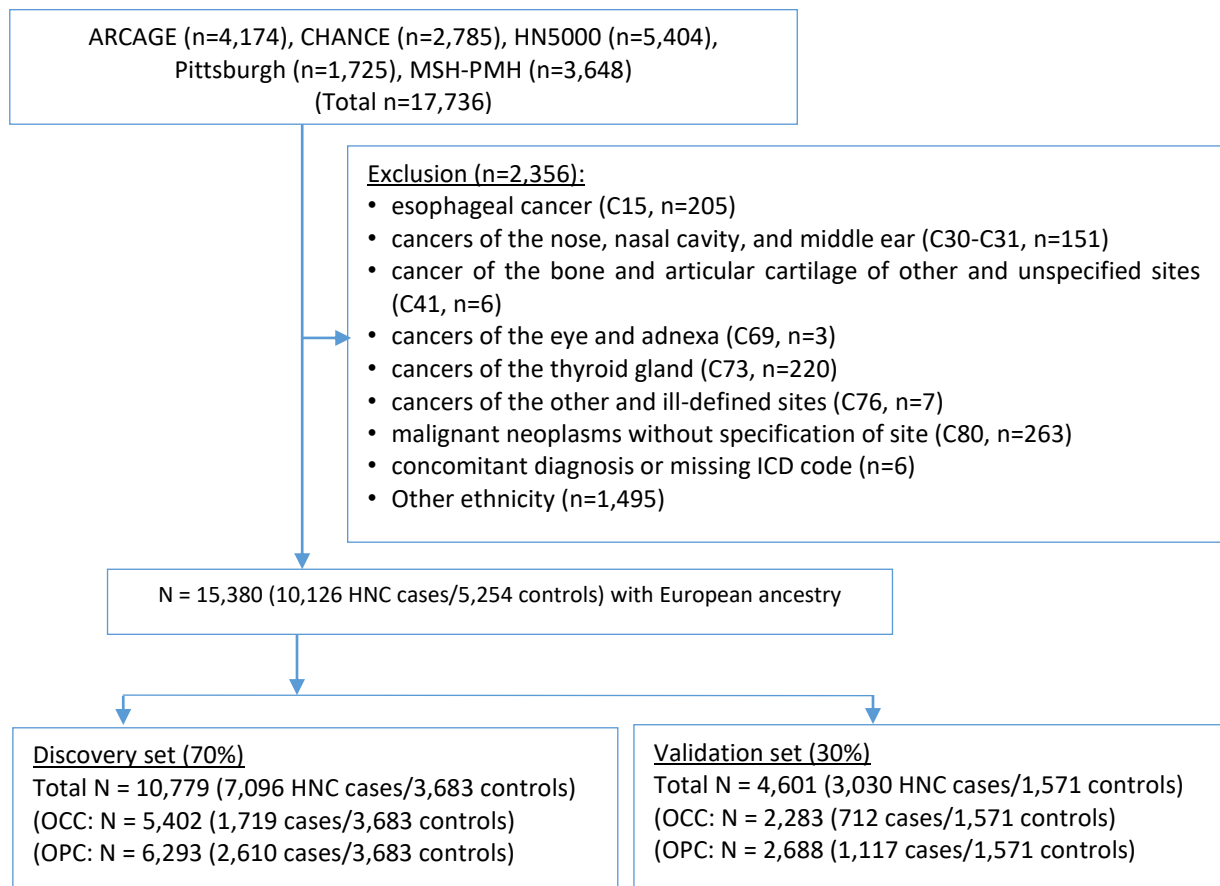 ARCAGE (n=4,174), CHANCE (n=2,785), HN5000 (n=5,404),
Pittsburgh (n=1,725), MSH-PMH (n=3,648)
(Total n=17,736)
Exclusion (n=2,356):
• esophageal cancer (C15, n=205)
• cancers of the nose, nasal cavity, and middle ear (C30-C31, n=151)
• cancer of the bone and articular cartilage of other and unspecified sites
(C41, n=6)
• cancers of the eye and adnexa (C69, n=3)
• cancers of the thyroid gland (C73, n=220)
• cancers of the other and ill-defined sites (C76, n=7)
• malignant neoplasms without specification of site (C80, n=263)
• concomitant diagnosis or missing ICD code (n=6)
• Other ethnicity (n=1,495)
N = 15,380 (10,126 HNC cases/5,254 controls) with European ancestry
Discovery set (70%)
Total N = 10,779 (7,096 HNC cases/3,683 controls)
(OCC: N = 5,402 (1,719 cases/3,683 controls)
(OPC: N = 6,293 (2,610 cases/3,683 controls)
Validation set (30%)
Total N = 4,601 (3,030 HNC cases/1,571 controls)
(OCC: N = 2,283 (712 cases/1,571 controls)
(OPC: N = 2,688 (1,117 cases/1,571 controls)